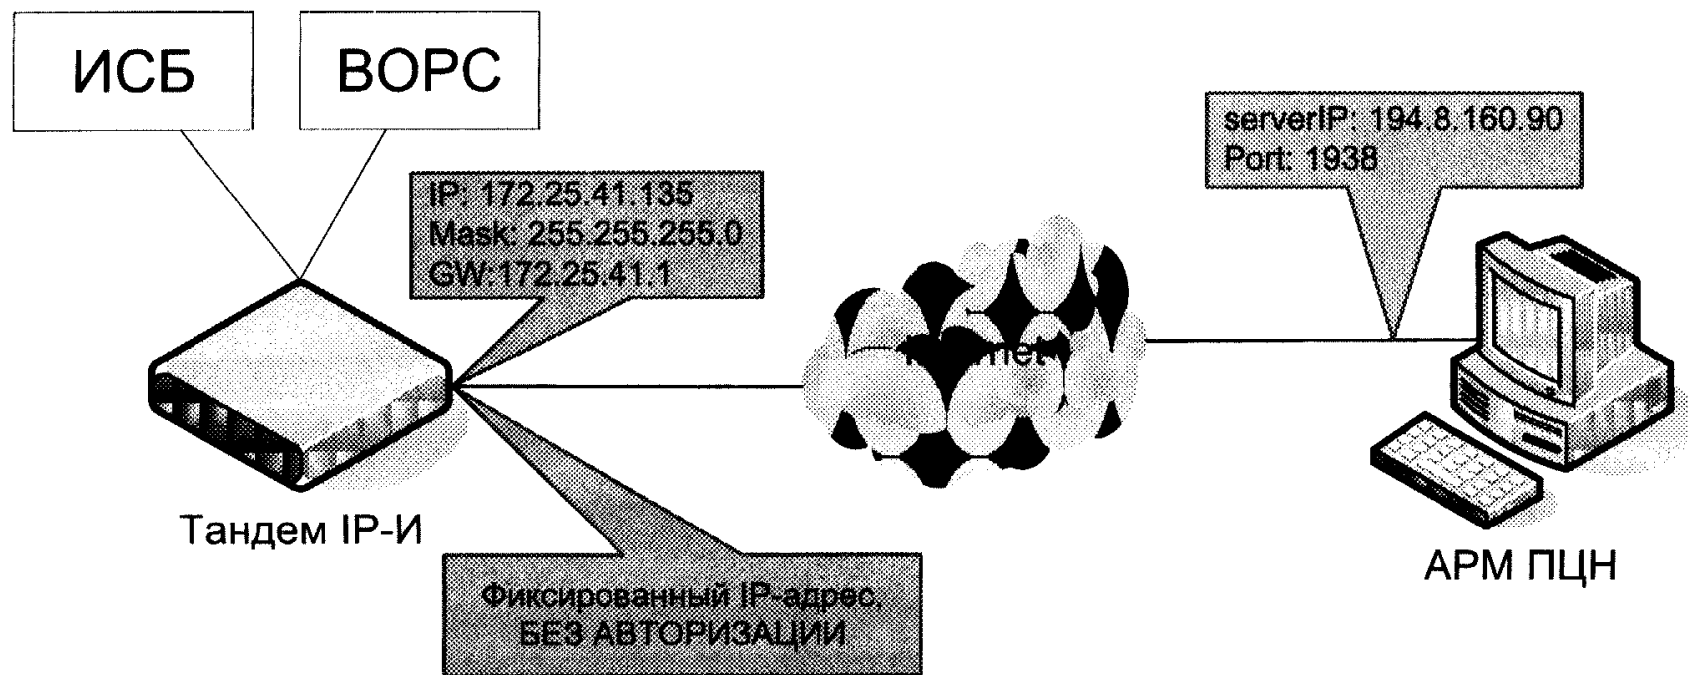 ИСБ
ВОРС
serverIP: 194.8.160.90
Port: 1938
IP: 172.25.41.135
Mask: 255.255.255.0
GW:172.25.41.1
Тандем IP-И
АРМ ПЦН
Фиксированный IP-адрес,
БЕЗ АВТОРИЗАЦИИ